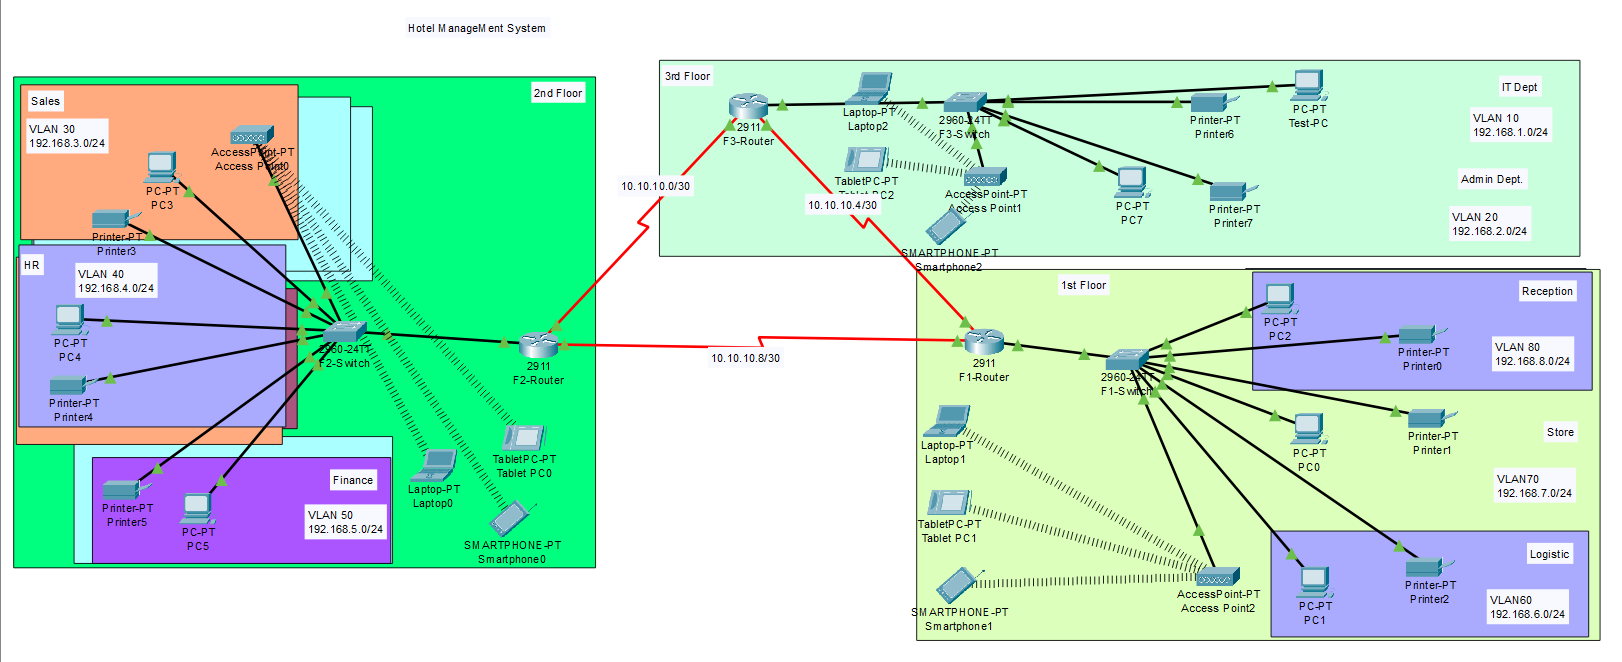 Hotel ManageMent System
2nd Floor
Sales
VLAN 30
192.168.3.0/24
AccessPoint-PT
Access Point0
PC-PT
PC3
Printer-PT
Printer3
HR
VLAN 40
192.168.4.0/24
PC-PT
PC4
Printer-PT
Printer4
2960-24TT
F2-Switch
2911
F2-Router
Finance
VLAN 50
192.168.5.0/24
Printer-PT
Printer5
PC-PT
PC5
TabletPC-PT
Tablet PC0
Laptop-PT
Laptop0
SMARTPHONE-PT
Smartphone0
10.10.10.0/30
10.10.10.4/30
10.10.10.8/30
3rd Floor
2911
F3-Router
Laptop-PT
Laptop2
2960-24TT
F3-Switch
Printer-PT
Printer6
PC-PT
Test-PC
IT Dept
VLAN 10
192.168.1.0/24
TabletPC-PT
Tablet PC2
AccessPoint-PT
Access Point1
SMARTPHONE-PT
Smartphone2
PC-PT
PC7
Printer-PT
Printer7
Admin Dept.
VLAN 20
192.168.2.0/24
1st Floor
2911
F1-Router
2960-24TT
F1-Switch
PC-PT
PC2
Printer-PT
Printer0
Reception
VLAN 80
192.168.8.0/24
PC-PT
PC0
Printer-PT
Printer1
Store
VLAN70
192.168.7.0/24
Laptop-PT
Laptop1
TabletPC-PT
Tablet PC1
SMARTPHONE-PT
Smartphone1
AccessPoint-PT
Access Point2
PC-PT
PC1
Printer-PT
Printer2
Logistic
VLAN60
192.168.6.0/24